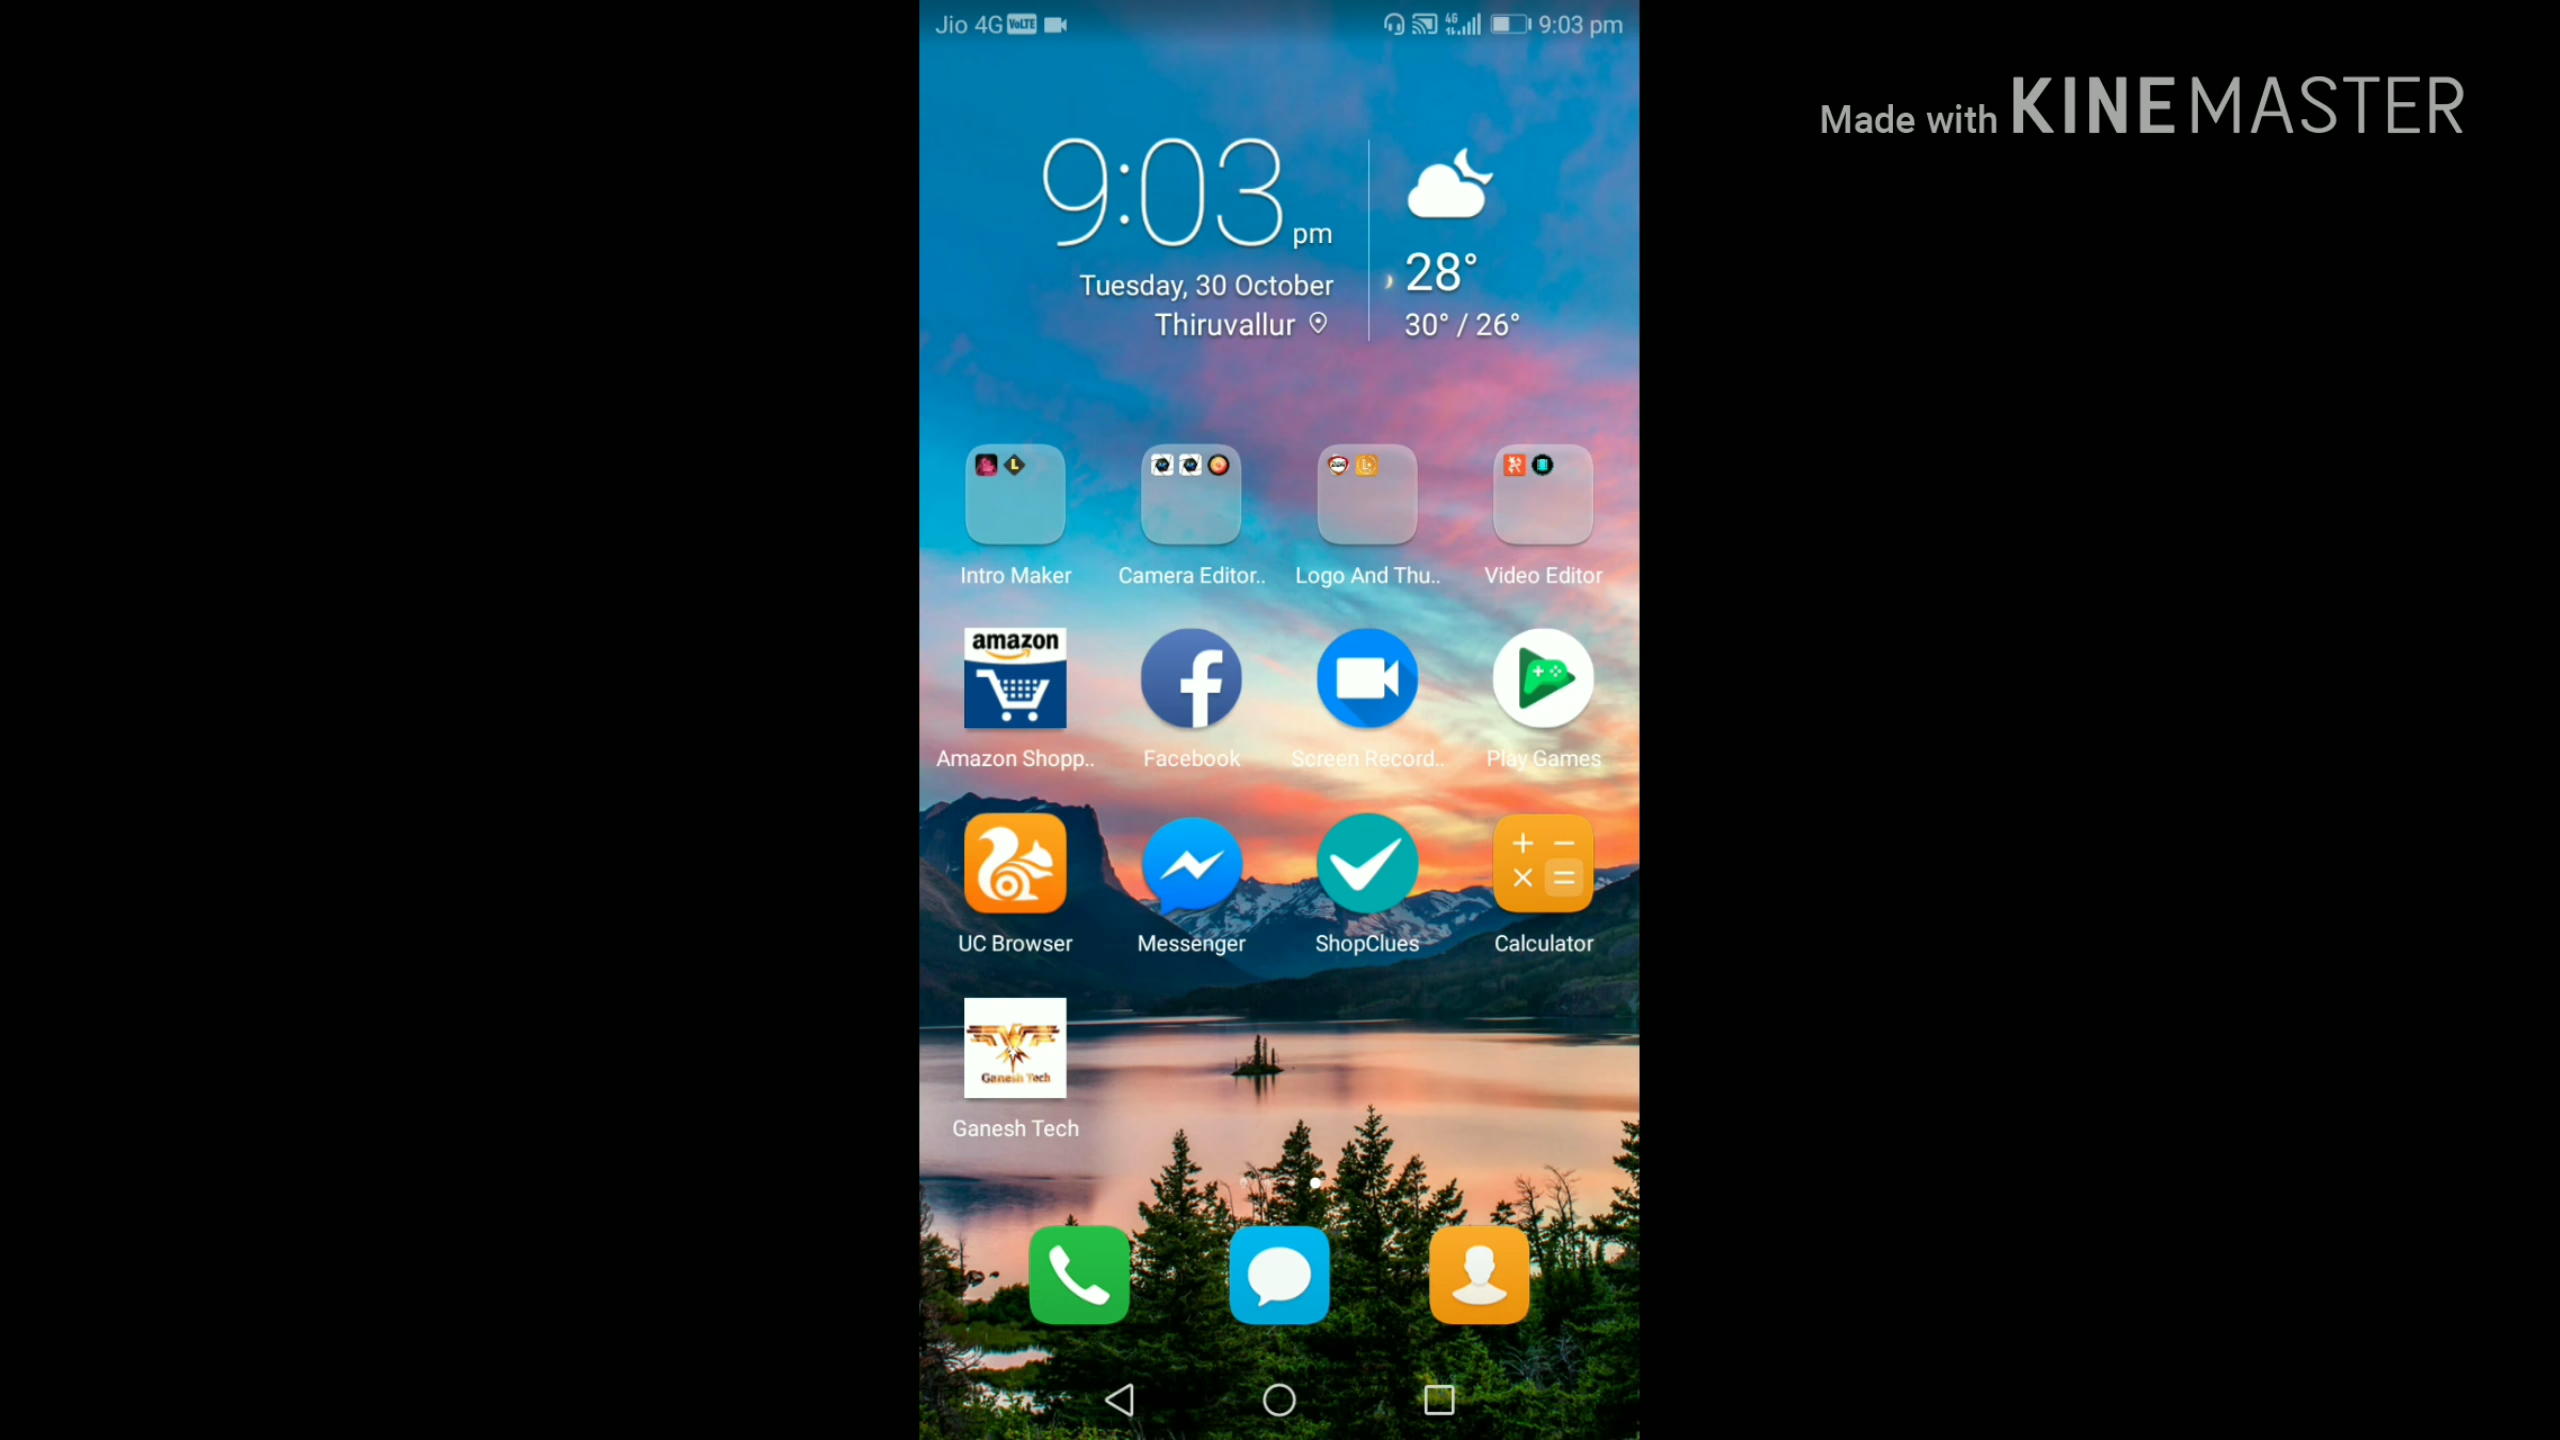 Jio 4G VoLTE
4G 9:03 pm
Made with KINEMASTER
9:03 pm
Tuesday, 30 October
Thiruvallur
28°
30° / 26°
Intro Maker
Camera Editor..
Logo And Thu..
Video Editor
amazon
Amazon Shopp..
Facebook
Screen Record..
Play Games
UC Browser
Messenger
ShopClues
Calculator
Ganesh Tech
Ganesh Tech